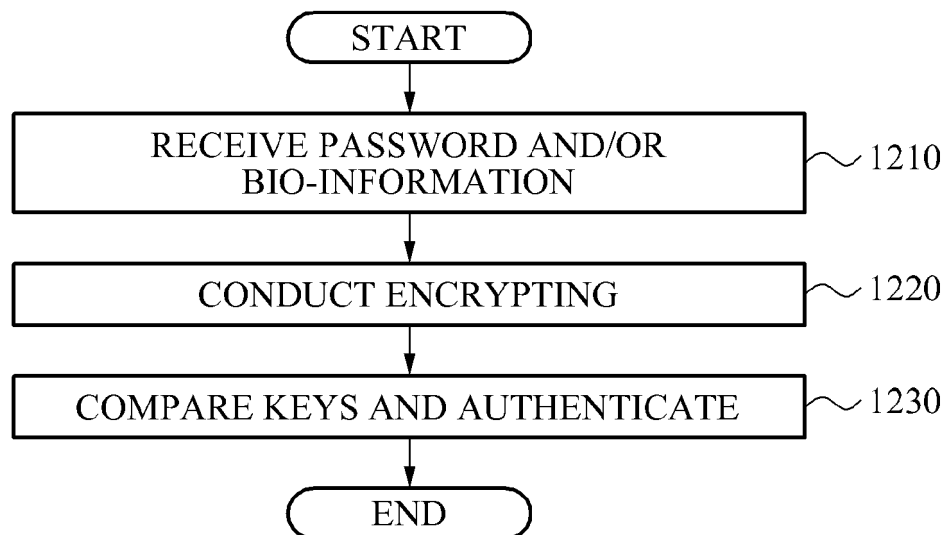 START
RECEIVE PASSWORD AND/OR
BIO-INFORMATION
1210
CONDUCT ENCRYPTING
1220
COMPARE KEYS AND AUTHENTICATE
1230
END